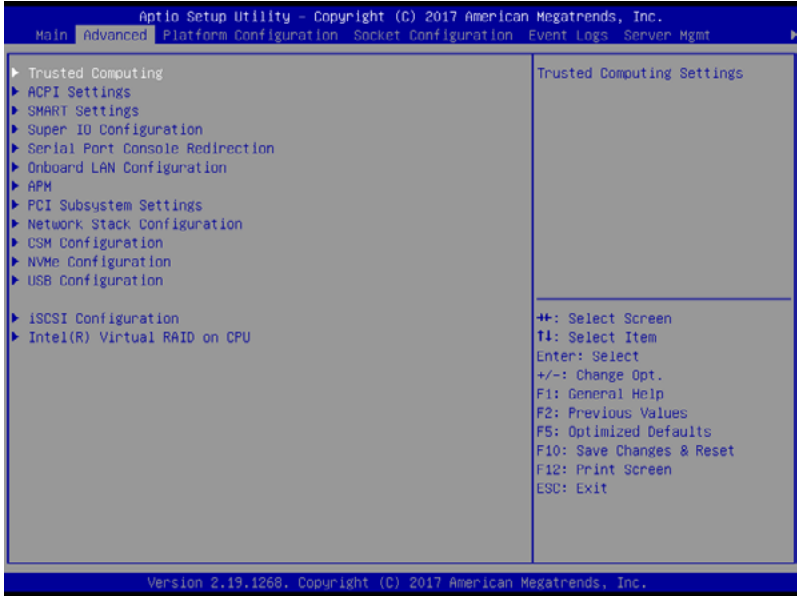 Aptio Setup Utility – Copyright (C) 2017 American Megatrends, Inc.
Main Advanced Platform Configuration Socket Configuration Event Logs Server Mgmt
Trusted Computing
ACPI Settings
SMART Settings
Super IO Configuration
Serial Port Console Redirection
Onboard LAN Configuration
APM
PCI Subsystem Settings
Network Stack Configuration
CSM Configuration
NVMe Configuration
USB Configuration
iSCSI Configuration
Intel(R) Virtual RAID on CPU
Trusted Computing Settings
→←: Select Screen
↑↓: Select Item
Enter: Select
+/-: Change Opt.
F1: General Help
F2: Previous Values
F5: Optimized Defaults
F10: Save Changes & Reset
F12: Print Screen
ESC: Exit
Version 2.19.1268. Copyright (C) 2017 American Megatrends, Inc.